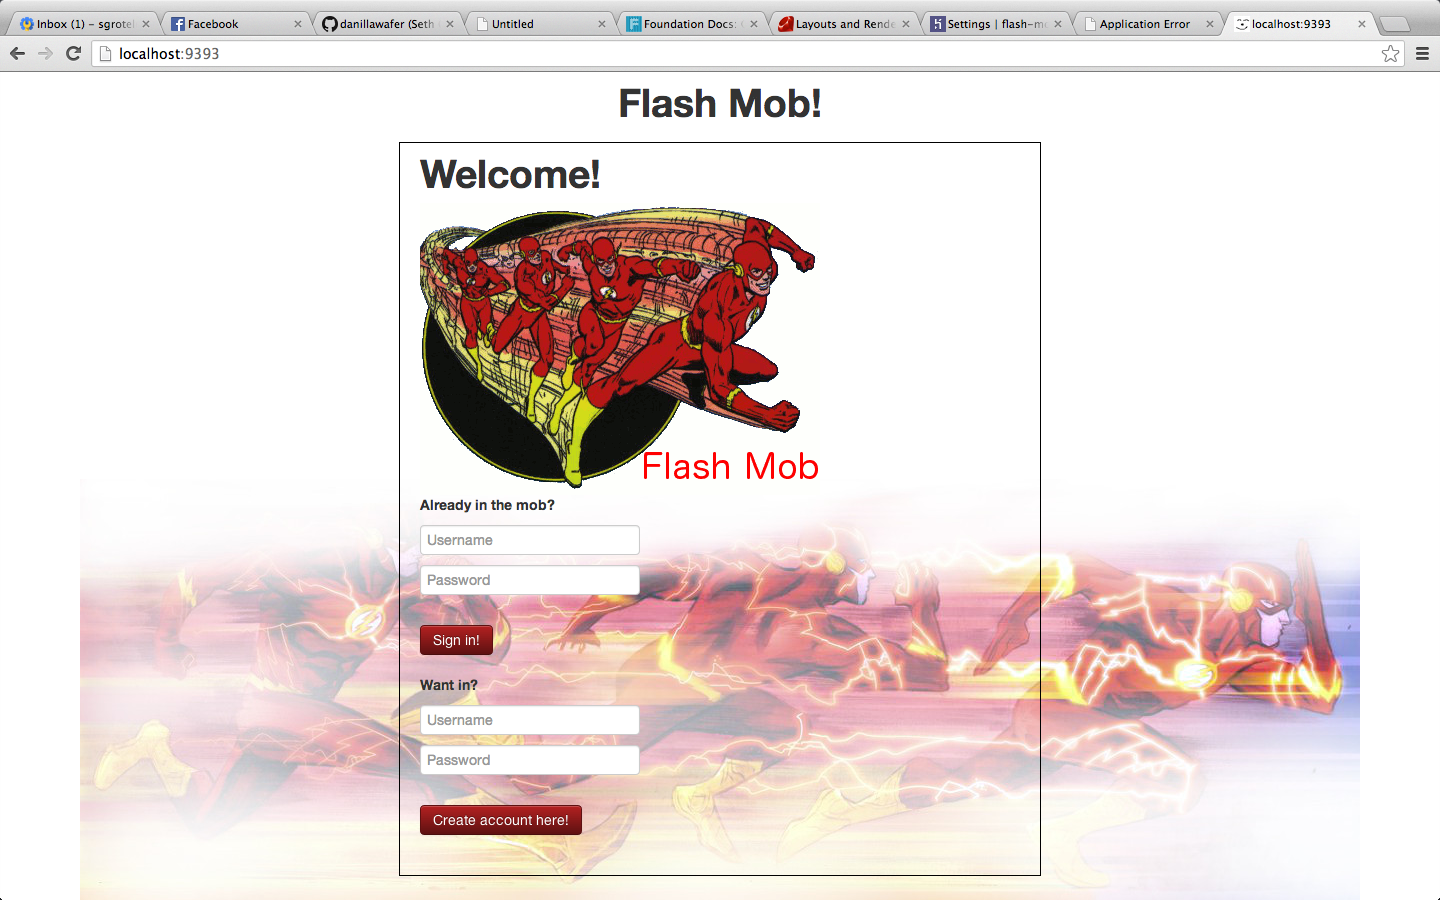 Inbox (1) – sgrote
Facebook
danillawafer (Seth
Untitled
Foundation Docs:
Layouts and Rende
Settings | flash-m
Application Error
localhost:9393
localhost:9393
Flash Mob!
Welcome!
Flash Mob
Already in the mob?
Username
Password
Sign in!
Want in?
Username
Password
Create account here!